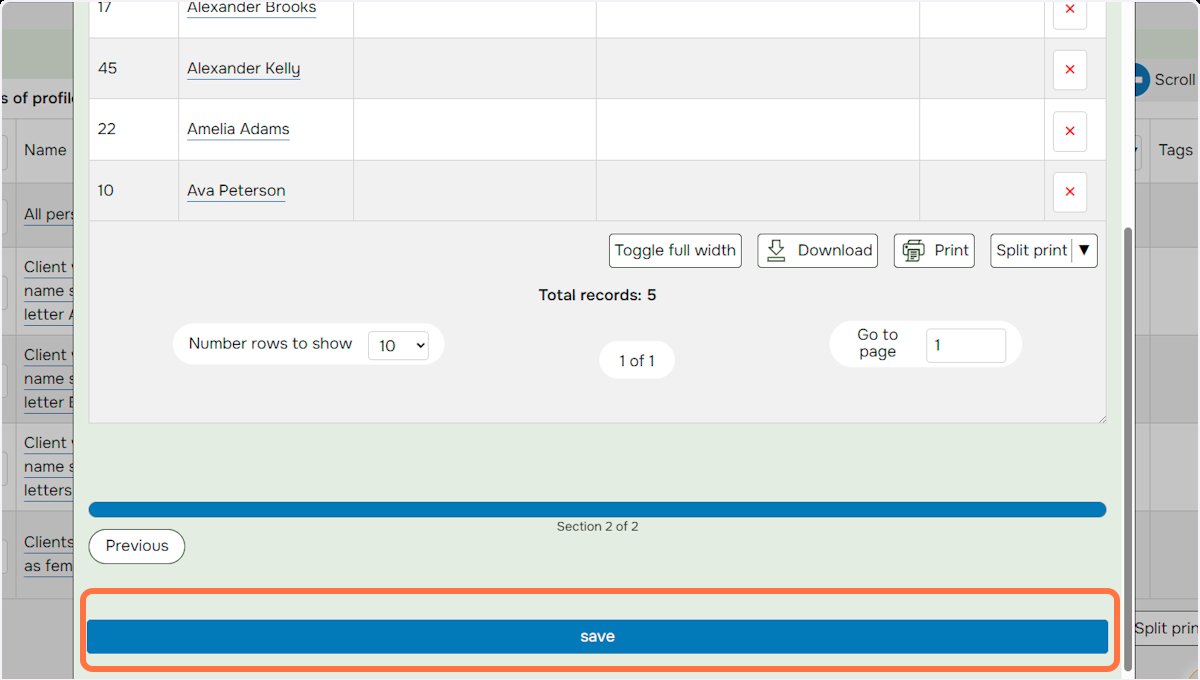 17 Alexander Brooks
45 Alexander Kelly
22 Amelia Adams
10 Ava Peterson
Toggle full width Download Print Split print ▼
Total records: 5
Number rows to show 10
1 of 1
Go to
page
1
Section 2 of 2
Previous
save
s of profile
Name
All pers
Client
name s
letter A
Client
name s
letter
Client
name s
letters
Clients
as fem
Scroll
Tags
Split prin